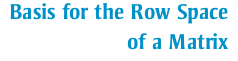 Basis for the Row Space
of a Matrix